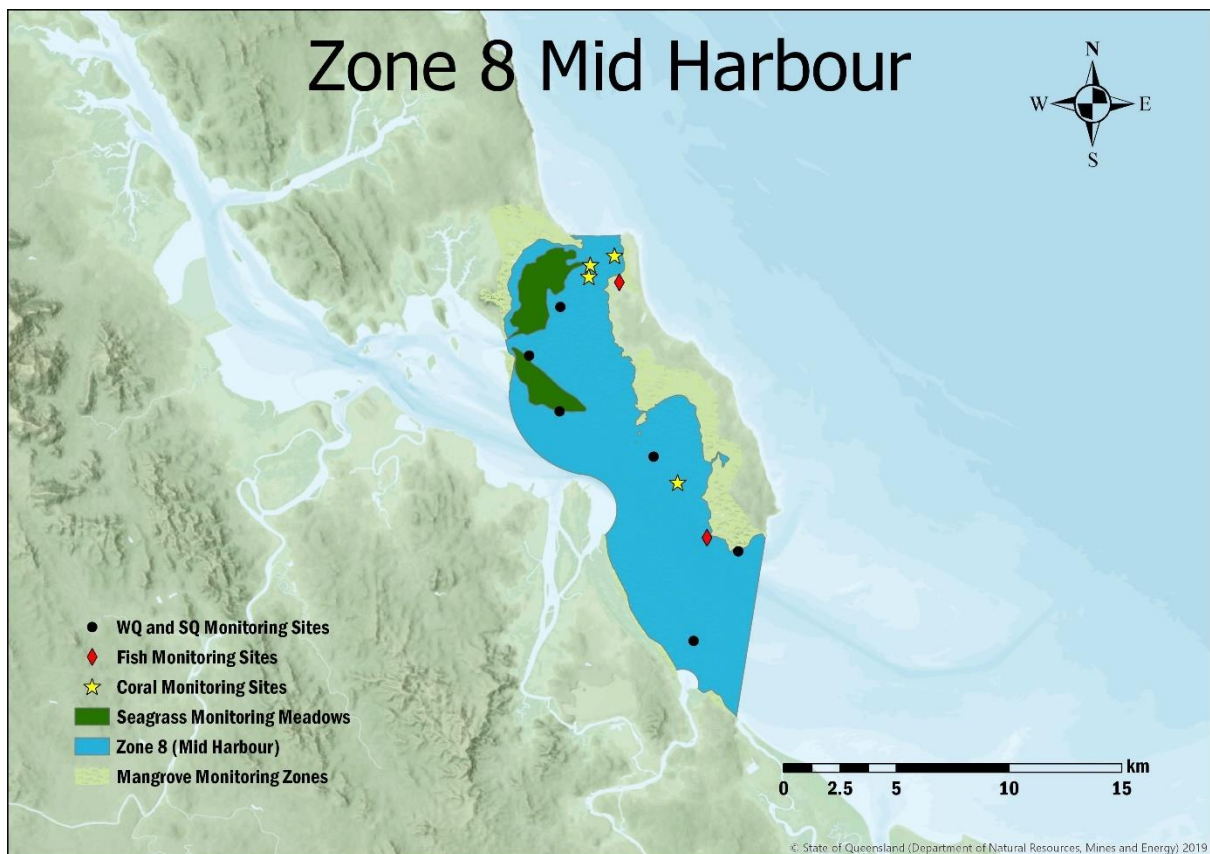 Zone 8 Mid Harbour
N
W E
S
WQ and SQ Monitoring Sites
Fish Monitoring Sites
Coral Monitoring Sites
Seagrass Monitoring Meadows
Zone 8 (Mid Harbour)
Mangrove Monitoring Zones
km
0 2.5 5 10 15
© State of Queensland (Department of Natural Resources, Mines and Energy) 2019